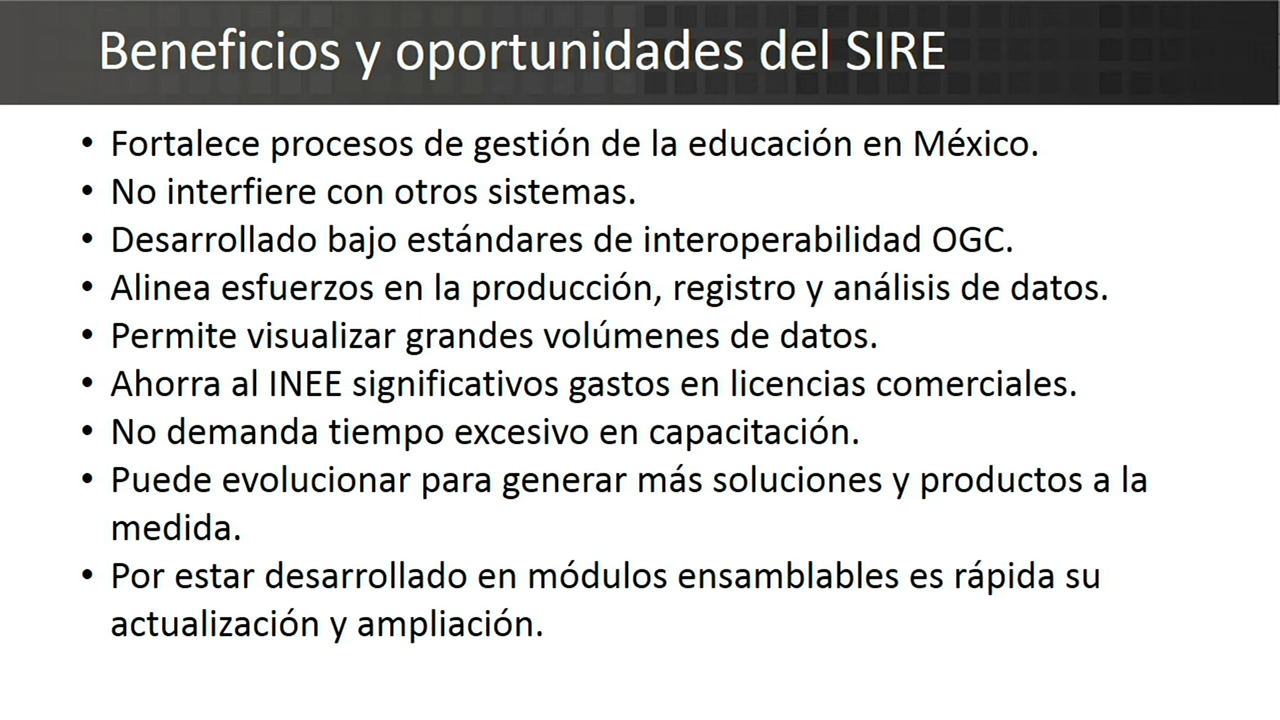 Beneficios y oportunidades del SIRE
• Fortalece procesos de gestión de la educación en México.
• No interfiere con otros sistemas.
• Desarrollado bajo estándares de interoperabilidad OGC.
• Alinea esfuerzos en la producción, registro y análisis de datos.
• Permite visualizar grandes volúmenes de datos.
• Ahorra al INEE significativos gastos en licencias comerciales.
• No demanda tiempo excesivo en capacitación.
• Puede evolucionar para generar más soluciones y productos a la
medida.
• Por estar desarrollado en módulos ensamblables es rápida su
actualización y ampliación.